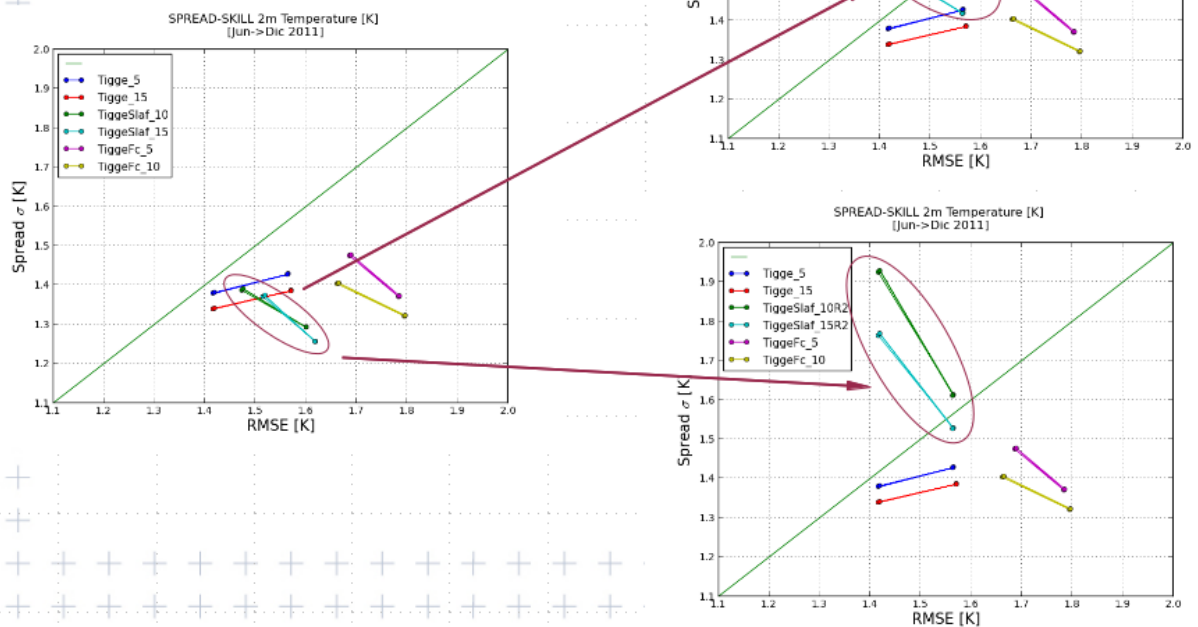 SPREAD-SKILL 2m Temperature [K]
[Jun->Dic 2011]
2.0
1.9
1.8
1.7
1.6
1.5
1.4
1.3
1.2
1.1
Spread σ [K]
Tigge_5
Tigge_15
TiggeSlaf_10
TiggeSlaf_15
TiggeFc_5
TiggeFc_10
1.1 1.2 1.3 1.4 1.5 1.6 1.7 1.8 1.9 2.0
RMSE [K]
S
1.4
1.3
1.2
1.1
1.1 1.2 1.3 1.4 1.5 1.6 1.7 1.8 1.9 2.0
RMSE [K]
SPREAD-SKILL 2m Temperature [K]
[Jun->Dic 2011]
2.0
1.9
1.8
1.7
1.6
1.5
1.4
1.3
1.2
1.1
Spread σ [K]
Tigge_5
Tigge_15
TiggeSlaf_10R2
TiggeSlaf_15R2
TiggeFc_5
TiggeFc_10
1.1 1.2 1.3 1.4 1.5 1.6 1.7 1.8 1.9 2.0
RMSE [K]